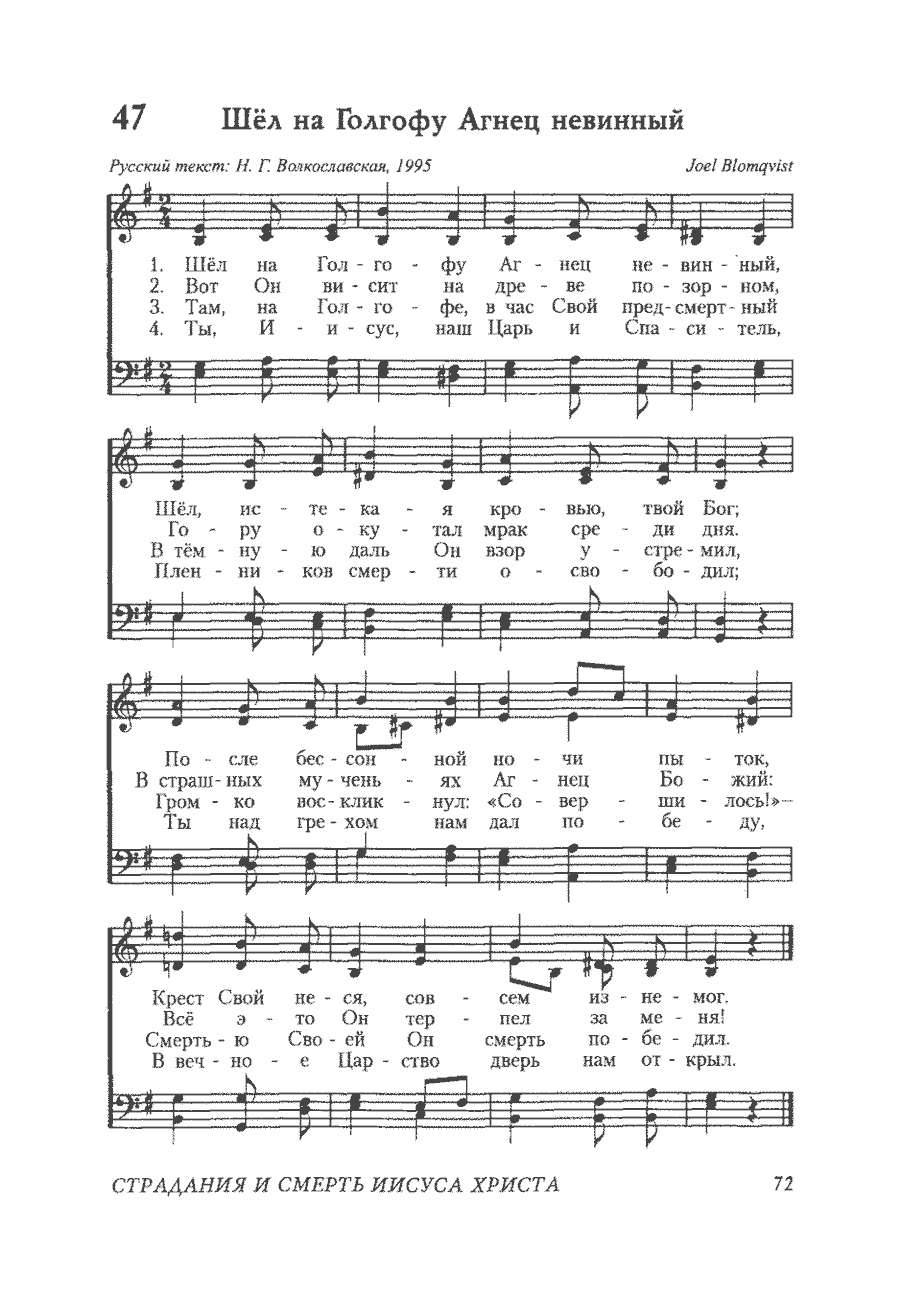 47 Шёл на Голгофу Агнец невинный
Русский текст: Н. Г. Волкославская, 1995 Joel Blomqvist
1. Шёл на Гол - го - фу Аг - нец не - вин - ный,
2. Вот Он ви - сит на дре - ве по - зор - ном,
3. Там, на Гол - го - фе, в час Свой пред - смерт - ный
4. Ты, И - и - сус, наш Царь и Спа - си - тель,
Шёл, ис - те - ка - я кро - вью, твой Бог;
Го - ру о - ку - тал мрак сре - ди дня.
В тём - ну - ю даль Он взор у - стре - мил,
Плен - ни - ков смер - ти о - сво - бо - дил;
По - сле бес - сон - ной но - чи пы - ток,
В страш - ных му - чень - ях Аг - нец Бо - жий:
Гром - ко вос - клик - нул: «Со - вер - ши - лось!»–
Ты над гре - хом нам дал по - бе - ду,
Крест Свой не - ся, сов - сем из - не - мог.
Всё э - то Он тер - пел за ме - ня!
Смерть - ю Сво - ей Он смерть по - бе - дил.
В веч - но - е Цар - ство дверь нам от - крыл.
СТРАДАНИЯ И СМЕРТЬ ИИСУСА ХРИСТА 72